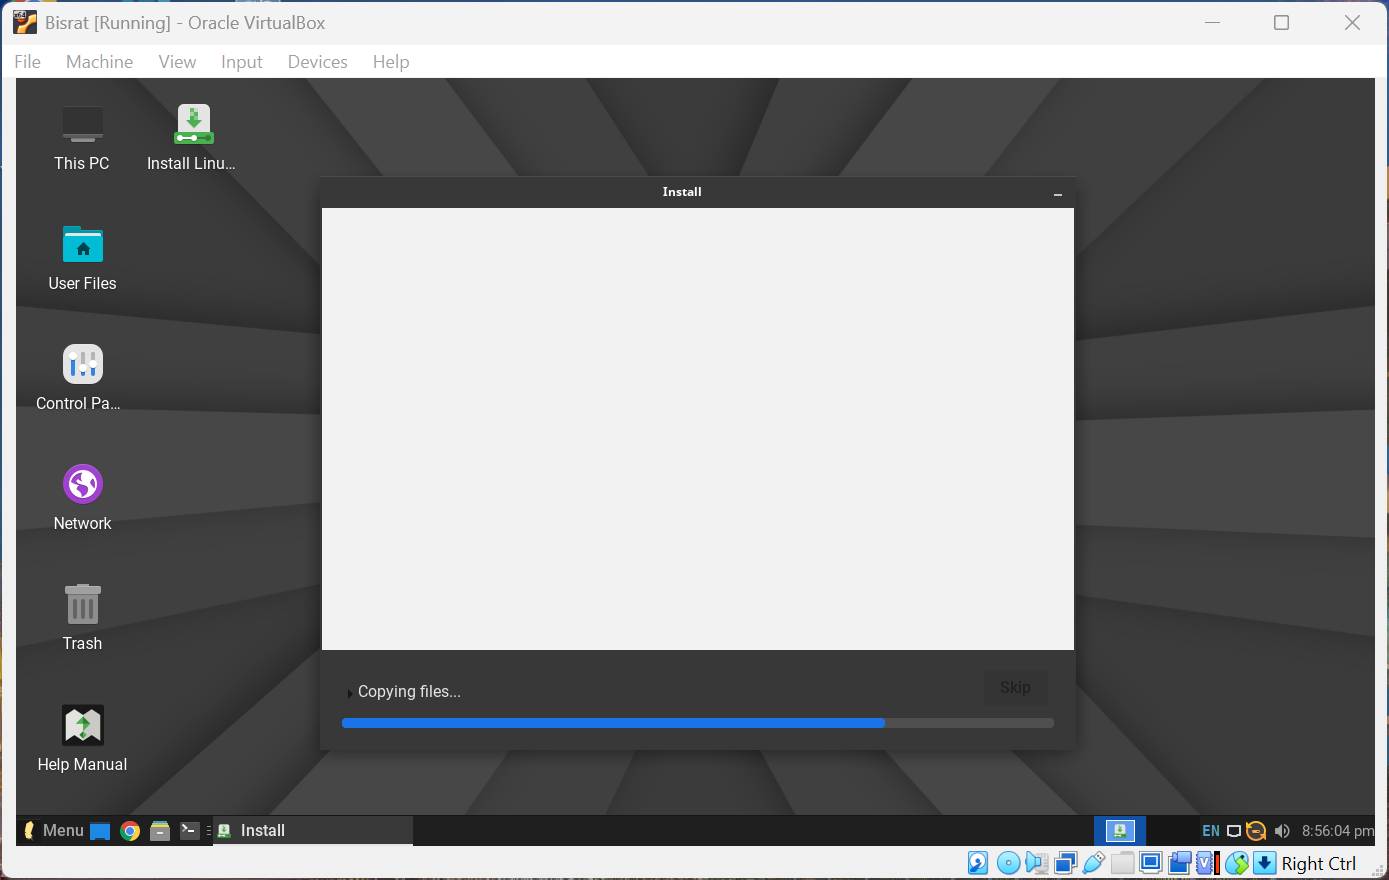 Bisrat [Running] - Oracle VirtualBox
File Machine View Input Devices Help
This PC
Install Linu...
User Files
Control Pa...
Network
Trash
Help Manual
Install
Copying files...
Skip
Menu
Install
EN
8:56:04 pm
Right Ctrl